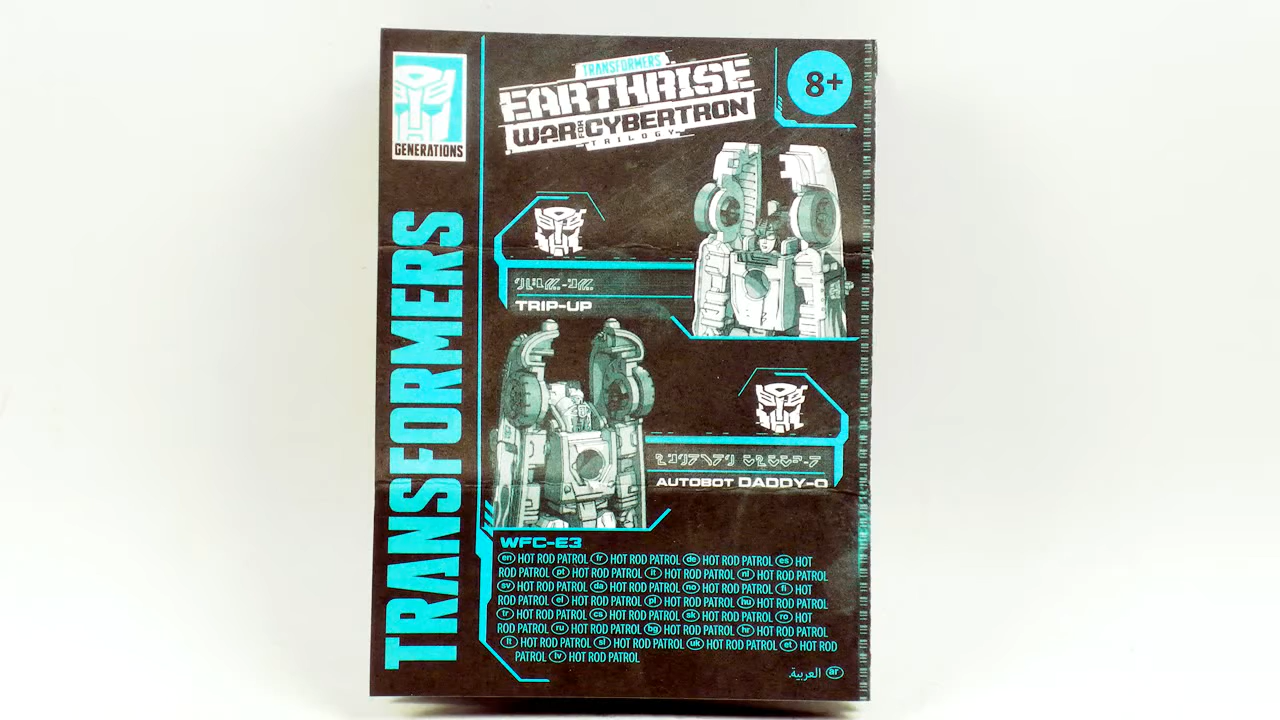 GENERATIONS
TRANSFORMERS
TRANSFORMERS
EARTHRISE
WAR FOR CYBERTRON
TRILOGY
8+
TRIP-UP
AUTOBOT DADDY-O
WFC-E3
en HOT ROD PATROL fr HOT ROD PATROL de HOT ROD PATROL es HOT
ROD PATROL pt HOT ROD PATROL it HOT ROD PATROL nl HOT ROD PATROL
sv HOT ROD PATROL da HOT ROD PATROL no HOT ROD PATROL fi HOT
ROD PATROL el HOT ROD PATROL pl HOT ROD PATROL hu HOT ROD PATROL
tr HOT ROD PATROL cs HOT ROD PATROL sk HOT ROD PATROL ro HOT
ROD PATROL ru HOT ROD PATROL bg HOT ROD PATROL hr HOT ROD PATROL
lt HOT ROD PATROL sl HOT ROD PATROL uk HOT ROD PATROL et HOT ROD
PATROL lv HOT ROD PATROL
ar العربية.